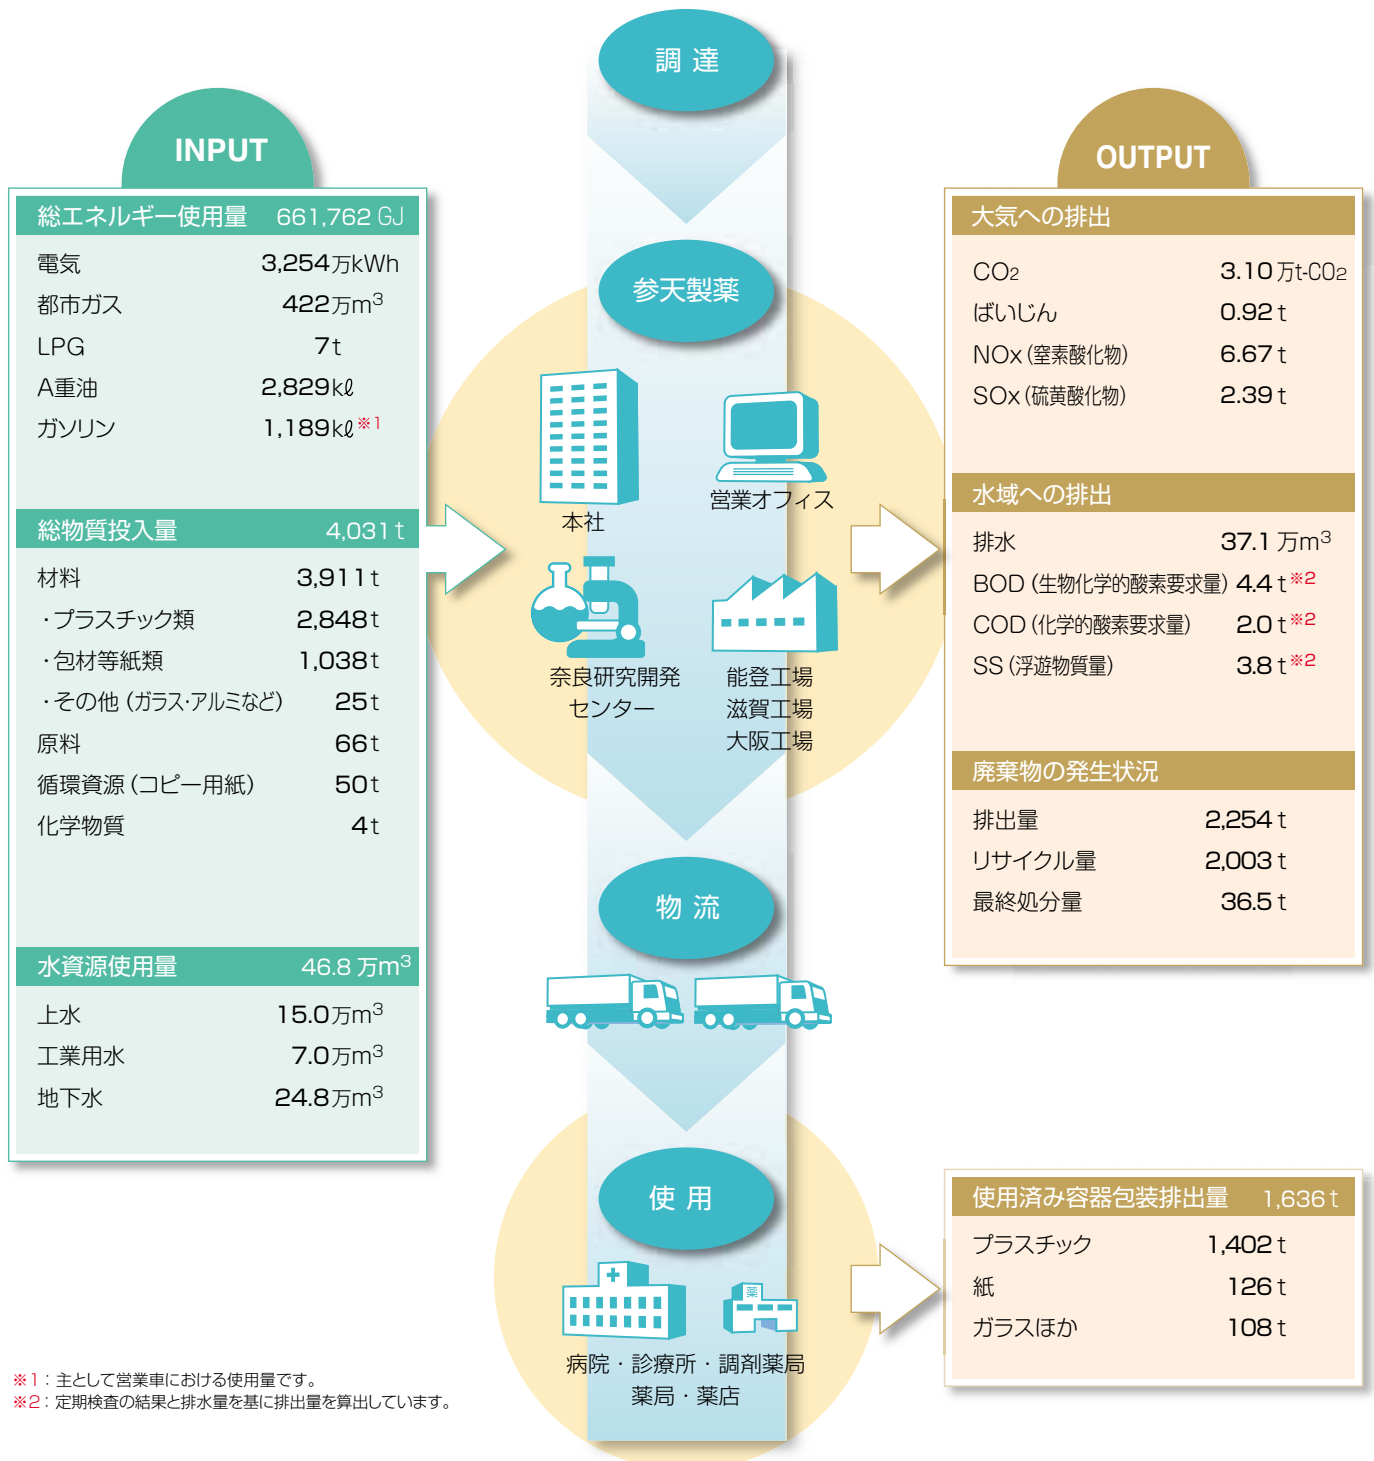 調達
INPUT
総エネルギー使用量 661,762 GJ
電気 3,254万kWh
都市ガス 422万m³
LPG 7t
A重油 2,829kℓ
ガソリン 1,189kℓ※1
総物質投入量 4,031t
材料 3,911t
・プラスチック類 2,848t
・包材等紙類 1,038t
・その他（ガラス・アルミなど） 25t
原料 66t
循環資源（コピー用紙） 50t
化学物質 4t
水資源使用量 46.8 万m³
上水 15.0万m³
工業用水 7.0万m³
地下水 24.8万m³
参天製薬
本社
営業オフィス
奈良研究開発
センター
能登工場
滋賀工場
大阪工場
物流
使用
薬
病院・診療所・調剤薬局
薬局・薬店
OUTPUT
大気への排出
CO2 3.10 万t-CO2
ばいじん 0.92 t
NOx（窒素酸化物） 6.67 t
SOx（硫黄酸化物） 2.39 t
水域への排出
排水 37.1 万m³
BOD（生物化学的酸素要求量） 4.4 t※2
COD（化学的酸素要求量） 2.0 t※2
SS（浮遊物質量） 3.8 t※2
廃棄物の発生状況
排出量 2,254 t
リサイクル量 2,003 t
最終処分量 36.5 t
使用済み容器包装排出量 1,636 t
プラスチック 1,402 t
紙 126 t
ガラスほか 108 t
※1：主として営業車における使用量です。
※2：定期検査の結果と排水量を基に排出量を算出しています。